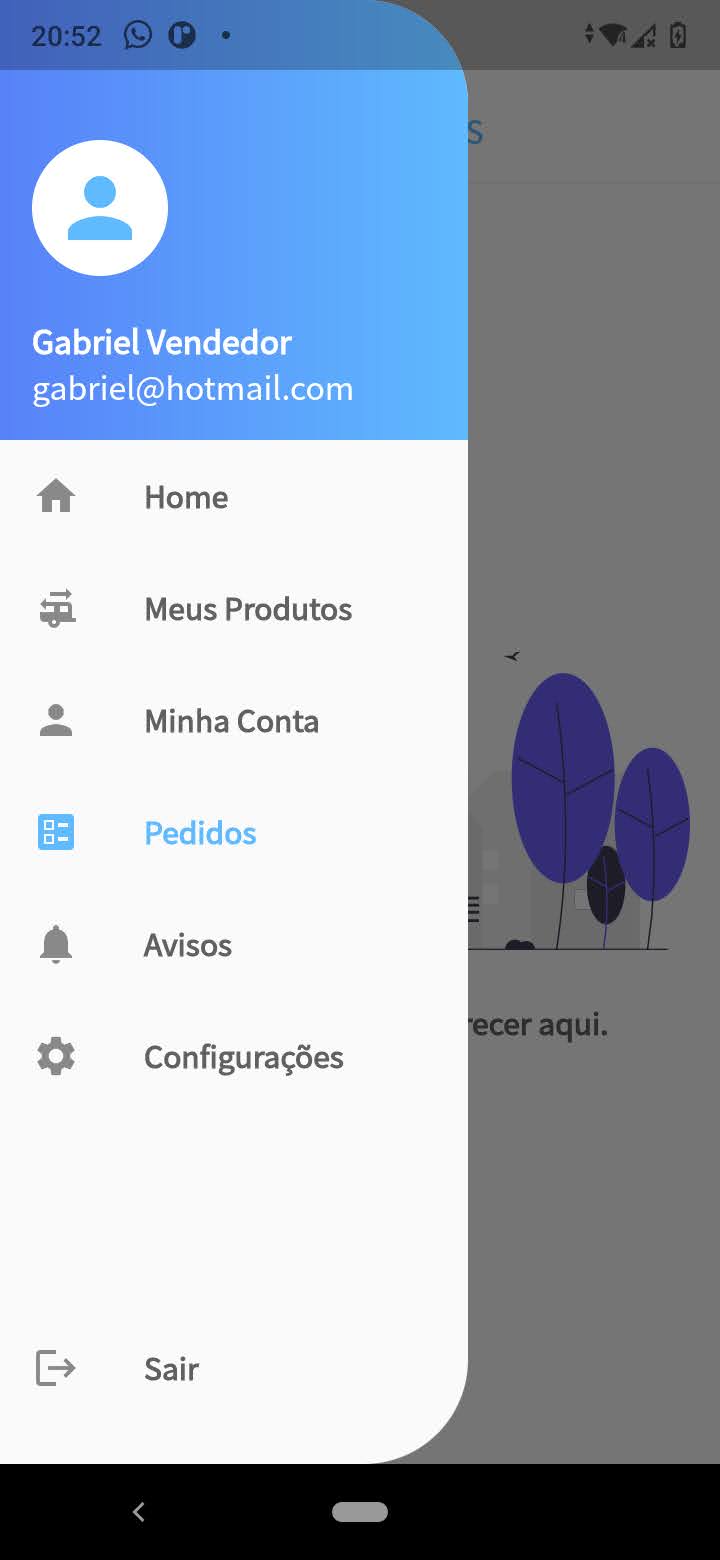 20:52
S
Gabriel Vendedor
gabriel@hotmail.com
Home
Meus Produtos
Minha Conta
Pedidos
Avisos
recer aqui.
Configurações
Sair